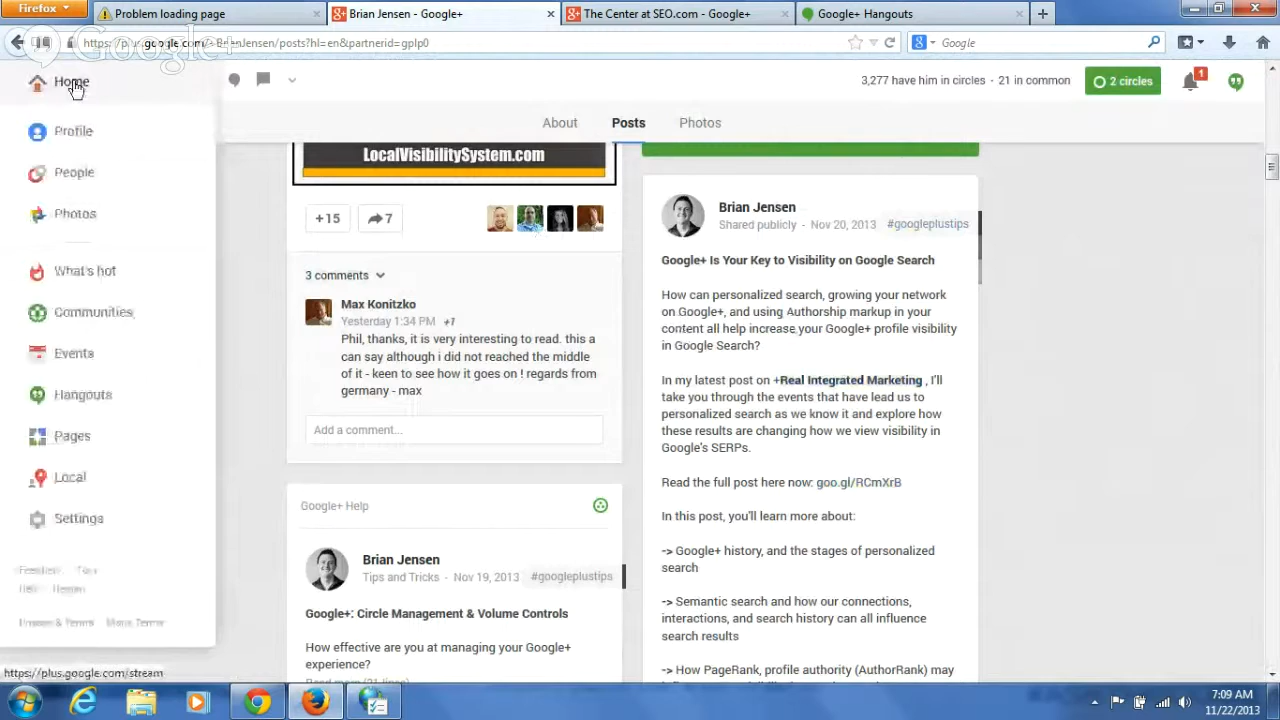 Firefox
Problem loading page
Brian Jensen - Google+
The Center at SEO.com - Google+
Google+ Hangouts
Google+
google.com/+BrianJensen/posts?hl=en&partnerid=gplp0
Google
Home
3,277 have him in circles · 21 in common
2 circles
1
About
Posts
Photos
Profile
People
Photos
What's hot
Communities
Events
Hangouts
Pages
Local
Settings
LocalVisibilitySystem.com
+15
7
3 comments
Max Konitzko
Yesterday 1:34 PM +1
Phil, thanks, it is very interesting to read. this a
can say although i did not reached the middle
of it - keen to see how it goes on ! regards from
germany - max
Add a comment...
Google+ Help
Brian Jensen
Tips and Tricks - Nov 19, 2013 #googleplustips
Google+: Circle Management & Volume Controls
How effective are you at managing your Google+
experience?
Brian Jensen
Shared publicly - Nov 20, 2013 #googleplustips
Google+ Is Your Key to Visibility on Google Search
How can personalized search, growing your network
on Google+, and using Authorship markup in your
content all help increase your Google+ profile visibility
in Google Search?
In my latest post on +Real Integrated Marketing , I'll
take you through the events that have lead us to
personalized search as we know it and explore how
these results are changing how we view visibility in
Google's SERPs.
Read the full post here now: goo.gl/RCmXrB
In this post, you'll learn more about:
-> Google+ history, and the stages of personalized
search
-> Semantic search and how our connections,
interactions, and search history can all influence
search results
-> How PageRank, profile authority (AuthorRank) may
https://plus.google.com/stream
7:09 AM
11/22/2013